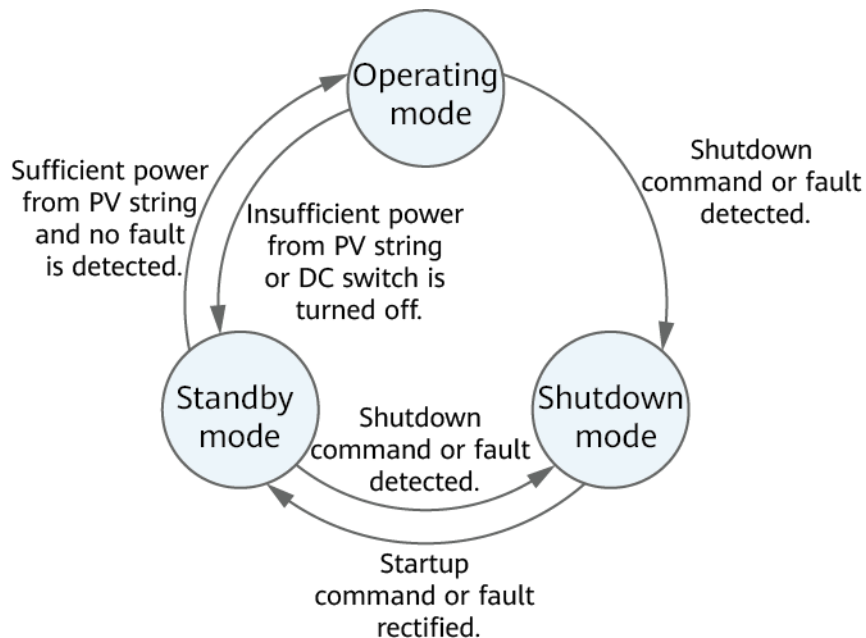 Operating
mode
Sufficient power
from PV string
and no fault
is detected.
Insufficient power
from PV string
or DC switch is
turned off.
Shutdown
command or fault
detected.
Standby
mode
Shutdown
command or fault
detected.
Shutdown
mode
Startup
command or fault
rectified.